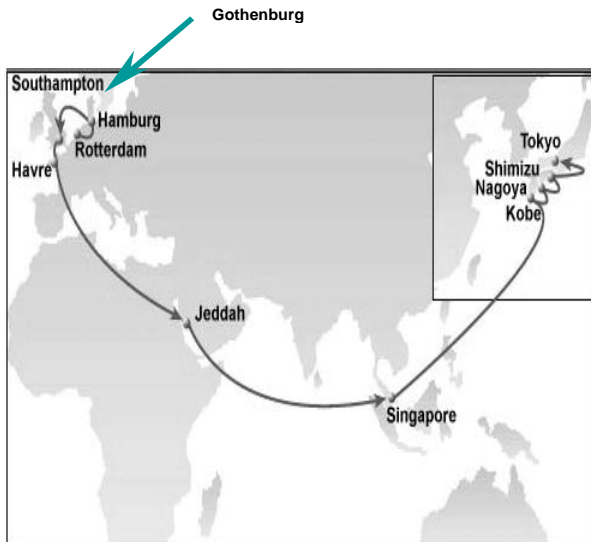 Gothenburg
Southampton
Hamburg
Rotterdam
Havre
Tokyo
Shimizu
Nagoya
Kobe
Jeddah
Singapore